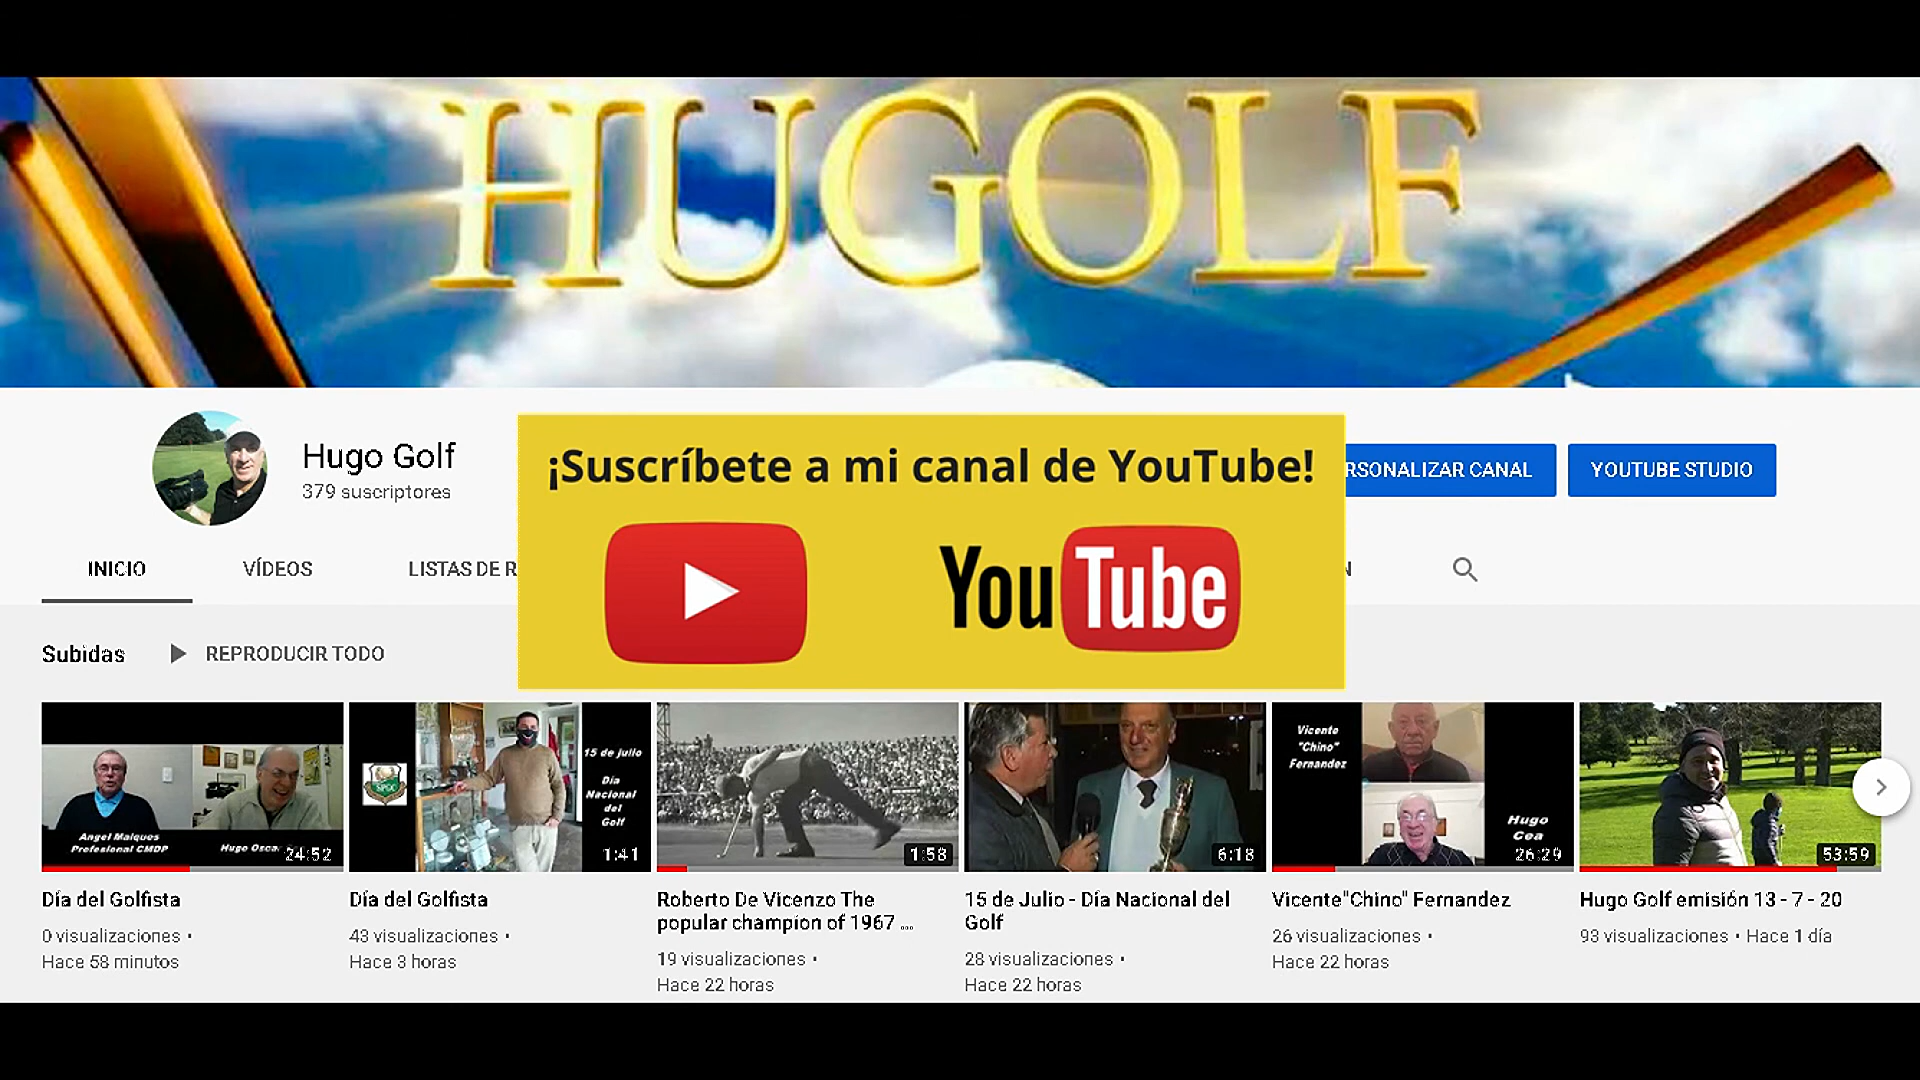 HUGOLF
Hugo Golf
379 suscriptores
¡Suscríbete a mi canal de YouTube!
YouTube
RSONALIZAR CANAL
YOUTUBE STUDIO
INICIO
VÍDEOS
LISTAS DE R
N
Subidas
REPRODUCIR TODO
Angel Malques
Profesional CMDP
Hugo Osca
24:52
SPGC
15 de julio
Día
Nacional
del
Golf
1:41
1:58
6:18
Vicente
"Chino"
Fernandez
Hugo
Cea
26:29
53:59
Día del Golfista
0 visualizaciones •
Hace 58 minutos
Día del Golfista
43 visualizaciones •
Hace 3 horas
Roberto De Vicenzo The
popular champion of 1967 ...
19 visualizaciones •
Hace 22 horas
15 de Julio - Día Nacional del
Golf
28 visualizaciones •
Hace 22 horas
Vicente"Chino" Fernandez
26 visualizaciones •
Hace 22 horas
Hugo Golf emisión 13 - 7 - 20
93 visualizaciones • Hace 1 día